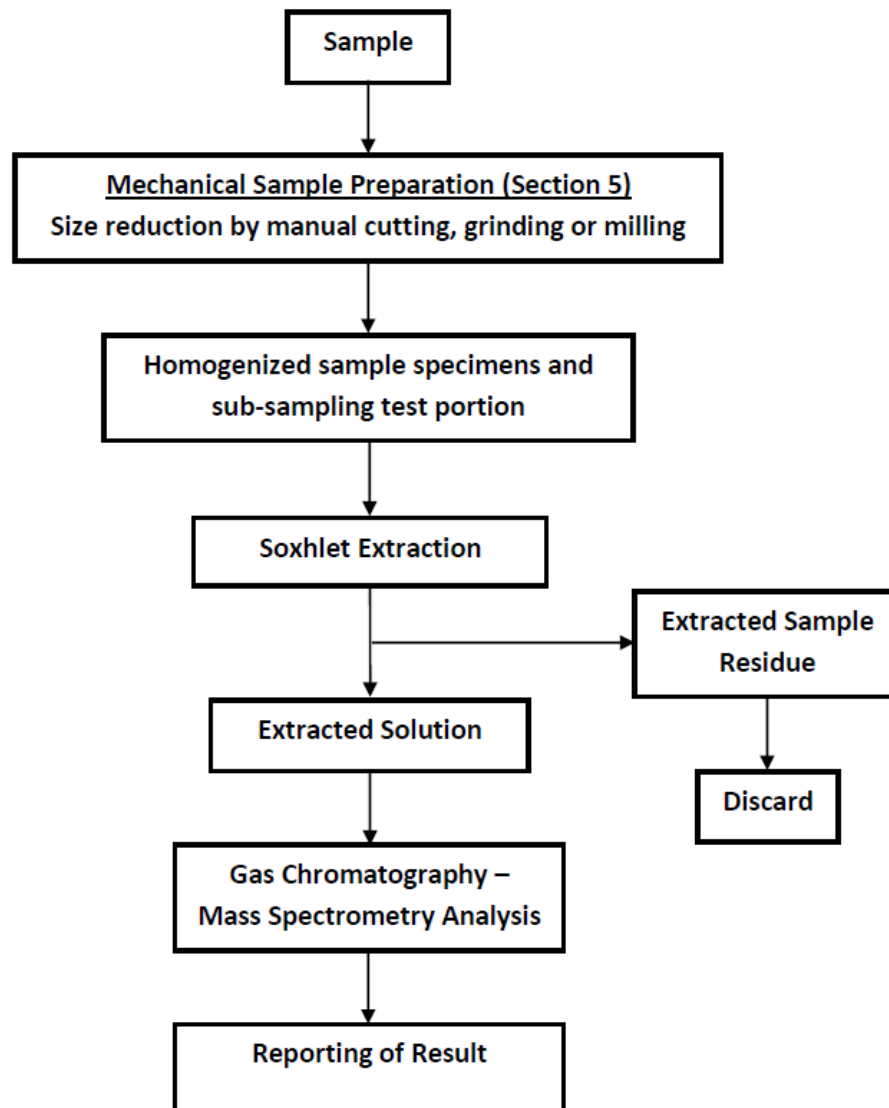 Sample
Mechanical Sample Preparation (Section 5)
Size reduction by manual cutting, grinding or milling
Homogenized sample specimens and
sub-sampling test portion
Soxhlet Extraction
Extracted Sample
Residue
Extracted Solution
Discard
Gas Chromatography –
Mass Spectrometry Analysis
Reporting of Result